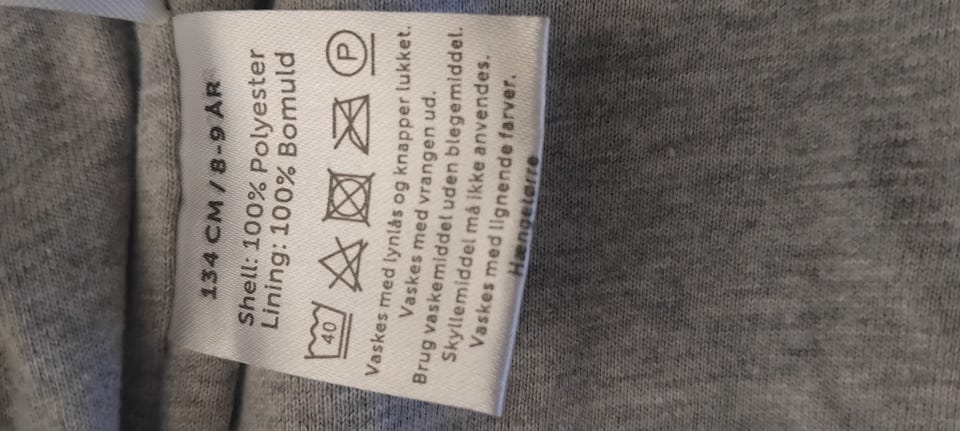 134 CM / 8-9 ÅR
Shell: 100% Polyester
Lining: 100% Bomuld
40 P
Vaskes med lynlås og knapper lukket.
Vaskes med vrangen ud.
Brug vaskemiddel uden blegemiddel.
Skyllemiddel må ikke anvendes.
Vaskes med lignende farver.
Hængetørre